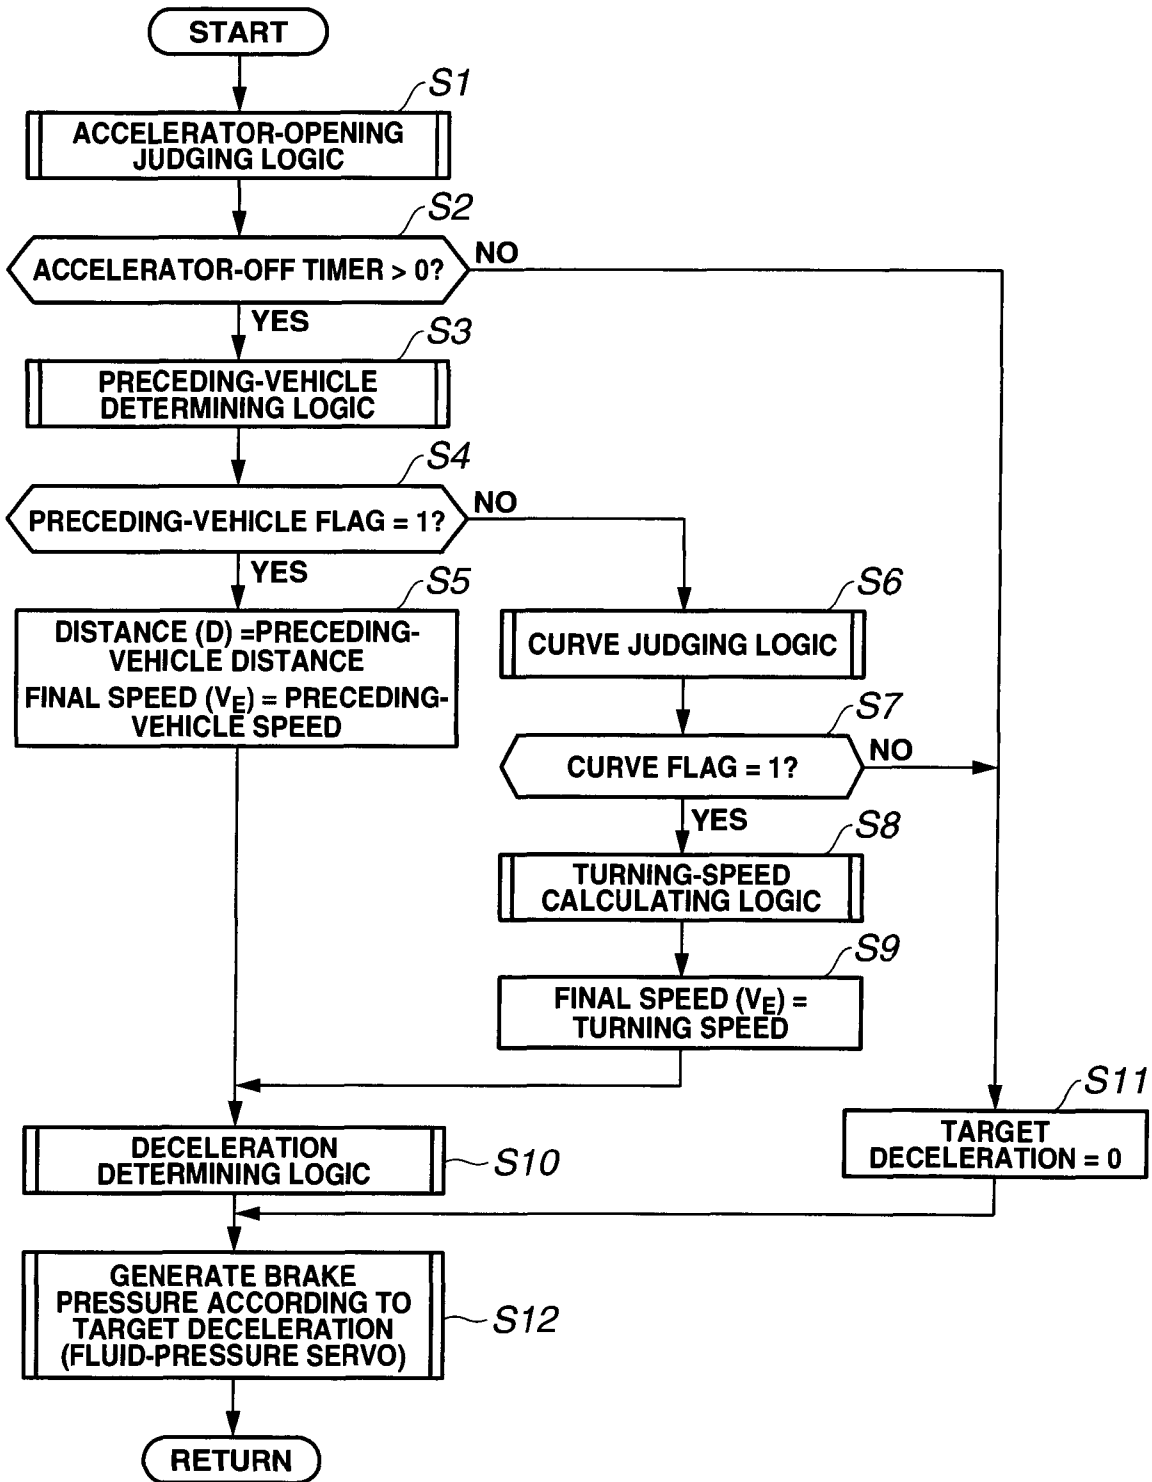 START
S1
ACCELERATOR-OPENING
JUDGING LOGIC
S2
ACCELERATOR-OFF TIMER > 0?
NO
YES
S3
PRECEDING-VEHICLE
DETERMINING LOGIC
S4
PRECEDING-VEHICLE FLAG = 1?
NO
YES
S5
DISTANCE (D) =PRECEDING-
VEHICLE DISTANCE
FINAL SPEED (VE) = PRECEDING-
VEHICLE SPEED
S6
CURVE JUDGING LOGIC
S7
CURVE FLAG = 1?
NO
YES
S8
TURNING-SPEED
CALCULATING LOGIC
S9
FINAL SPEED (VE) =
TURNING SPEED
S10
DECELERATION
DETERMINING LOGIC
S11
TARGET
DECELERATION = 0
GENERATE BRAKE
PRESSURE ACCORDING TO
TARGET DECELERATION
(FLUID-PRESSURE SERVO)
S12
RETURN